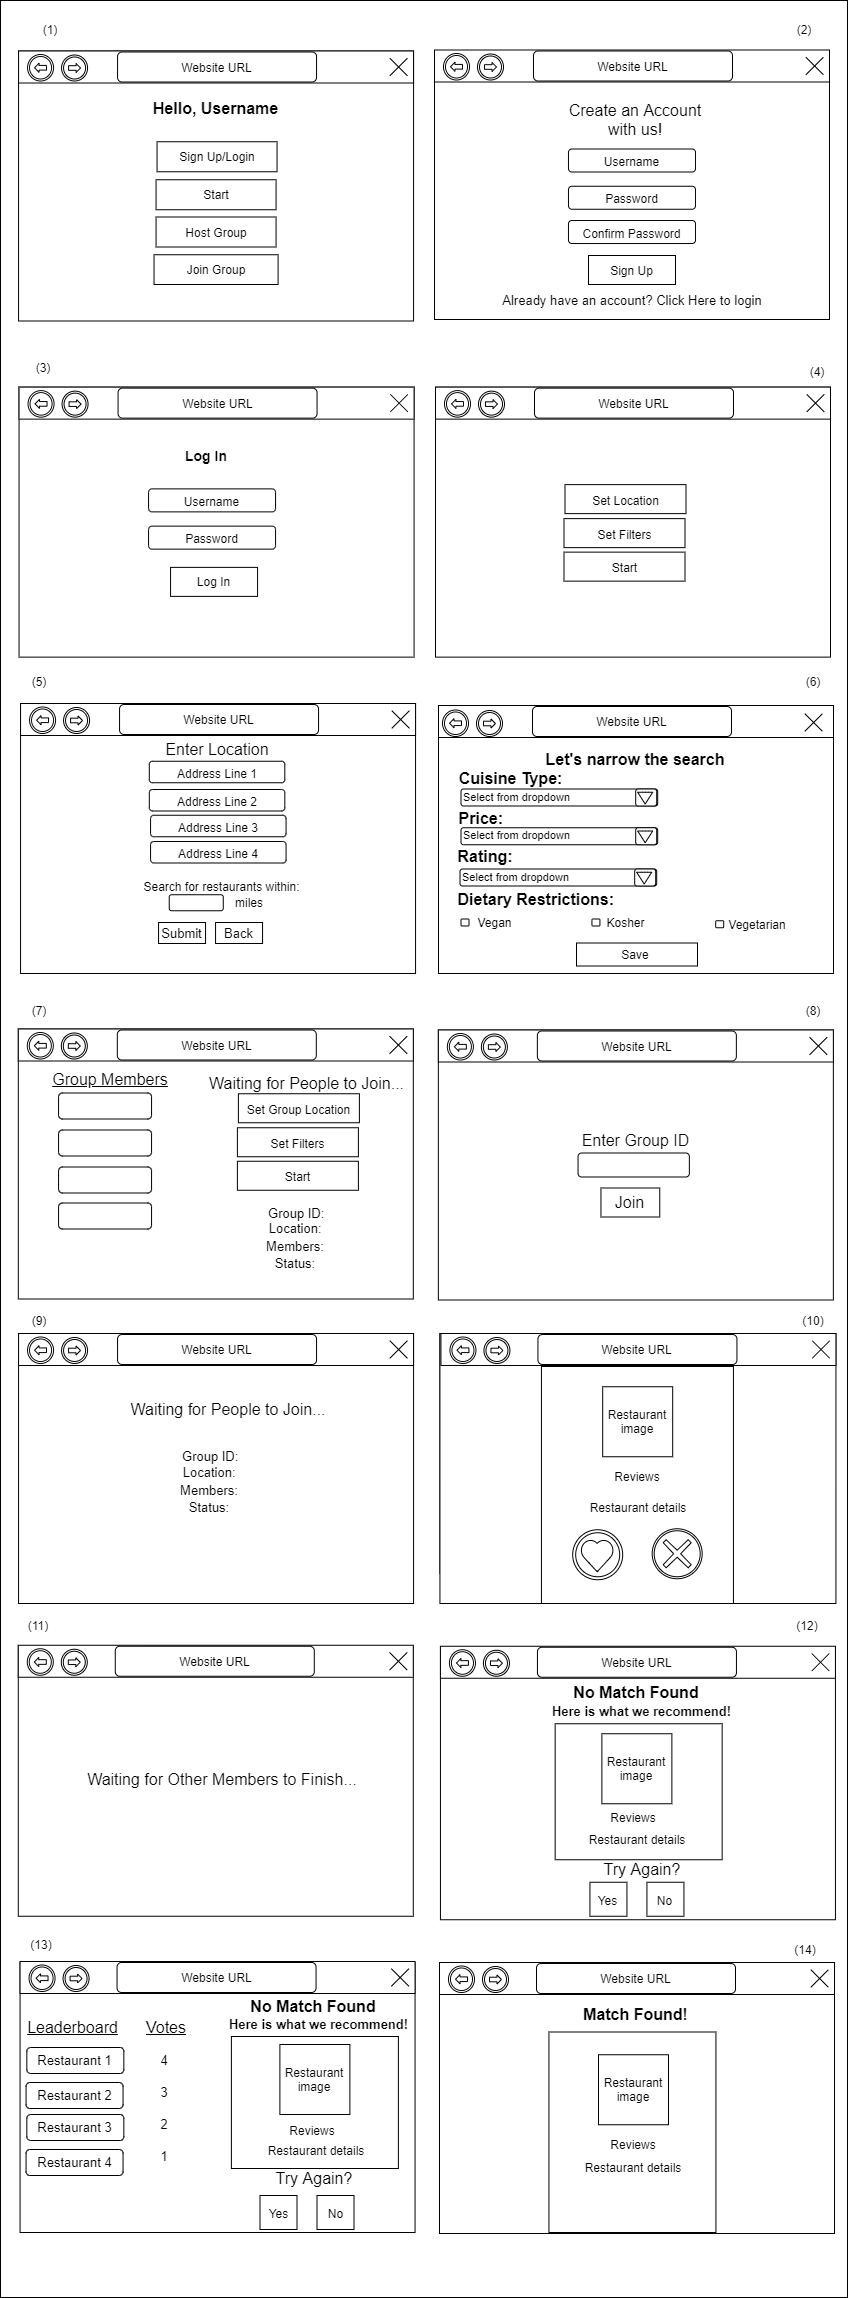 (1)
Website URL
Hello, Username
Sign Up/Login
Start
Host Group
Join Group
(2)
Website URL
Create an Account
with us!
Username
Password
Confirm Password
Sign Up
Already have an account? Click Here to login
(3)
Website URL
Log In
Username
Password
Log In
(4)
Website URL
Set Location
Set Filters
Start
(5)
Website URL
Enter Location
Address Line 1
Address Line 2
Address Line 3
Address Line 4
Search for restaurants within:
miles
Submit
Back
(6)
Website URL
Let's narrow the search
Cuisine Type:
Select from dropdown
Price:
Select from dropdown
Rating:
Select from dropdown
Dietary Restrictions:
Vegan
Kosher
Vegetarian
Save
(7)
Website URL
Group Members
Waiting for People to Join...
Set Group Location
Set Filters
Start
Group ID:
Location:
Members:
Status:
(8)
Website URL
Enter Group ID
Join
(9)
Website URL
Waiting for People to Join...
Group ID:
Location:
Members:
Status:
(10)
Website URL
Restaurant
image
Reviews
Restaurant details
(11)
Website URL
Waiting for Other Members to Finish...
(12)
Website URL
No Match Found
Here is what we recommend!
Restaurant
image
Reviews
Restaurant details
Try Again?
Yes
No
(13)
Website URL
Leaderboard
Votes
Restaurant 1
4
Restaurant 2
3
Restaurant 3
2
Restaurant 4
1
No Match Found
Here is what we recommend!
Restaurant
image
Reviews
Restaurant details
Try Again?
Yes
No
(14)
Website URL
Match Found!
Restaurant
image
Reviews
Restaurant details